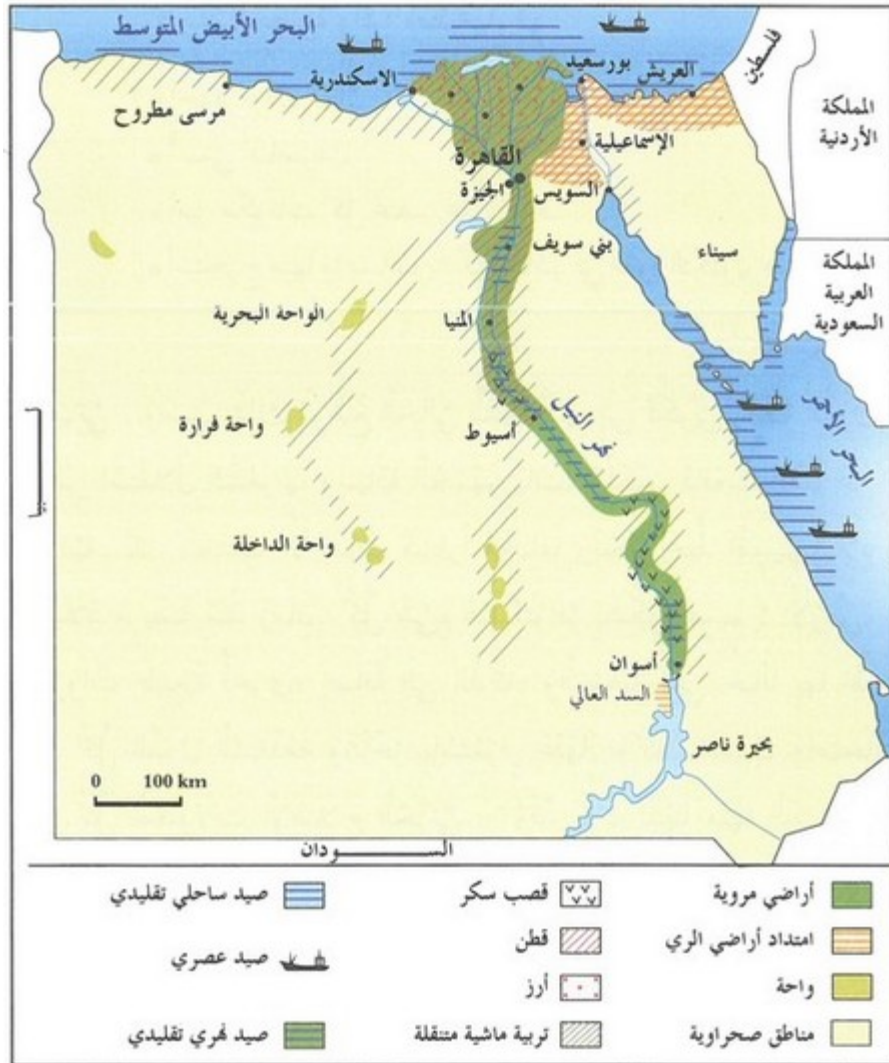 البحر الأبيض المتوسط
فلسطين
العريش
بورسعيد
الاسكندرية
مرسى مطروح
المملكة
الأردنية
الإسماعيلية
القاهرة
الجيزة
السويس
بني سويف
سيناء
المملكة
العربية
السعودية
الواحة البحرية
المنيا
البحر الأحمر
نهر النيل
واحة فرارة
أسيوط
ليبيا
واحة الداخلة
أسوان
السد العالي
بحيرة ناصر
0 100 km
الســـودان
أراضي مروية
قصب سكر
صيد ساحلي تقليدي
امتداد أراضي الري
قطن
صيد عصري
واحة
أرز
مناطق صحراوية
تربية ماشية متنقلة
صيد نهري تقليدي